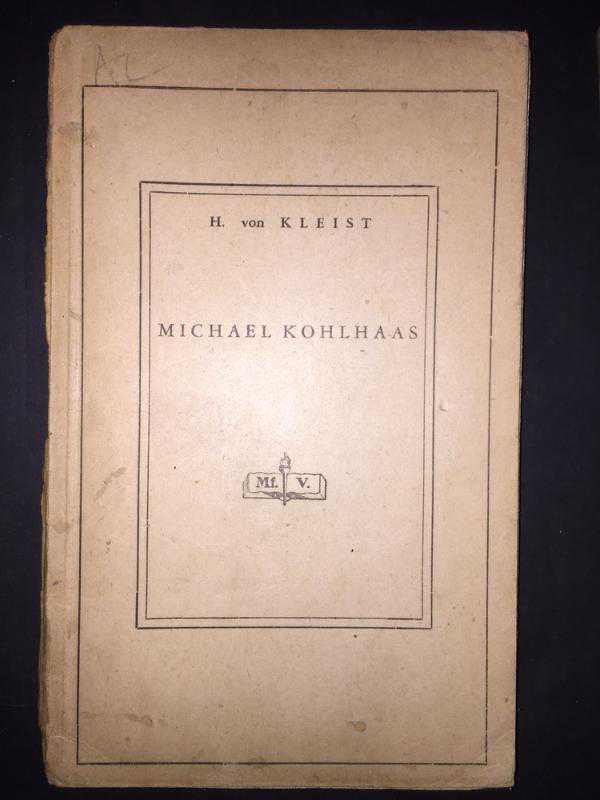 H. von KLEIST
MICHAEL KOHLHAAS
Mf. V.